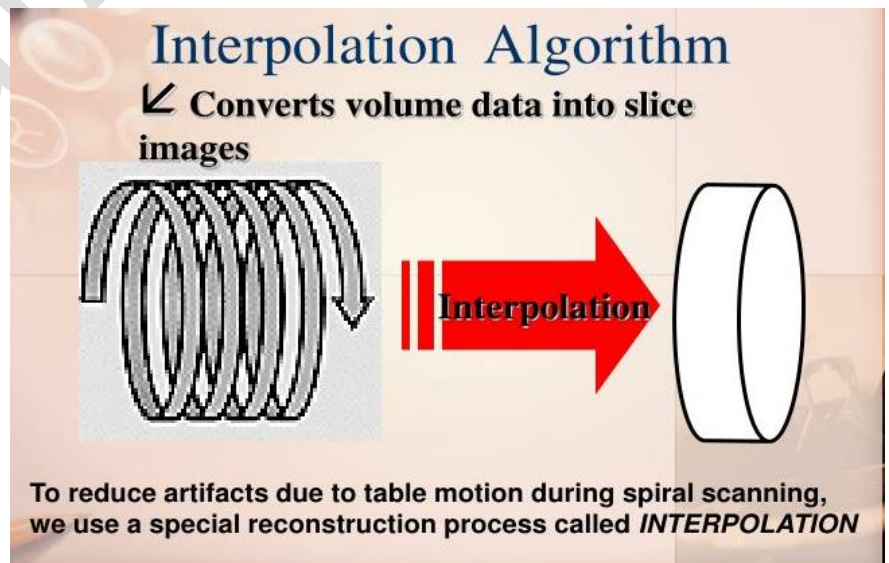 Interpolation Algorithm
Converts volume data into slice
images
Interpolation
To reduce artifacts due to table motion during spiral scanning,
we use a special reconstruction process called INTERPOLATION